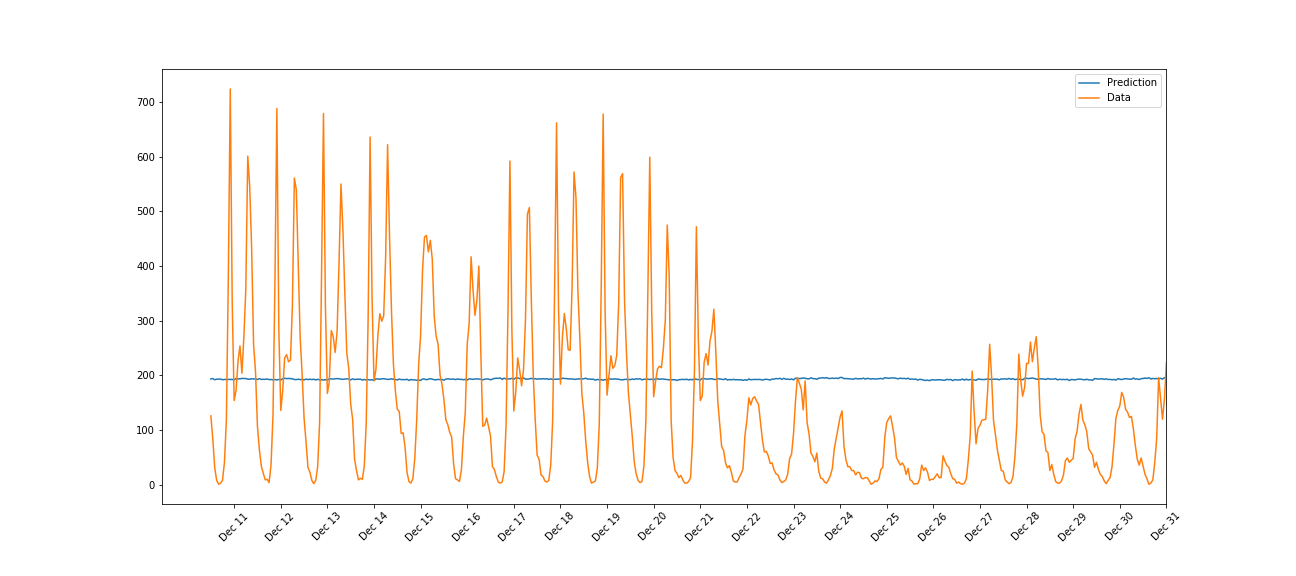 Prediction
Data
700
600
500
400
300
200
100
0
Dec 11
Dec 12
Dec 13
Dec 14
Dec 15
Dec 16
Dec 17
Dec 18
Dec 19
Dec 20
Dec 21
Dec 22
Dec 23
Dec 24
Dec 25
Dec 26
Dec 27
Dec 28
Dec 29
Dec 30
Dec 31